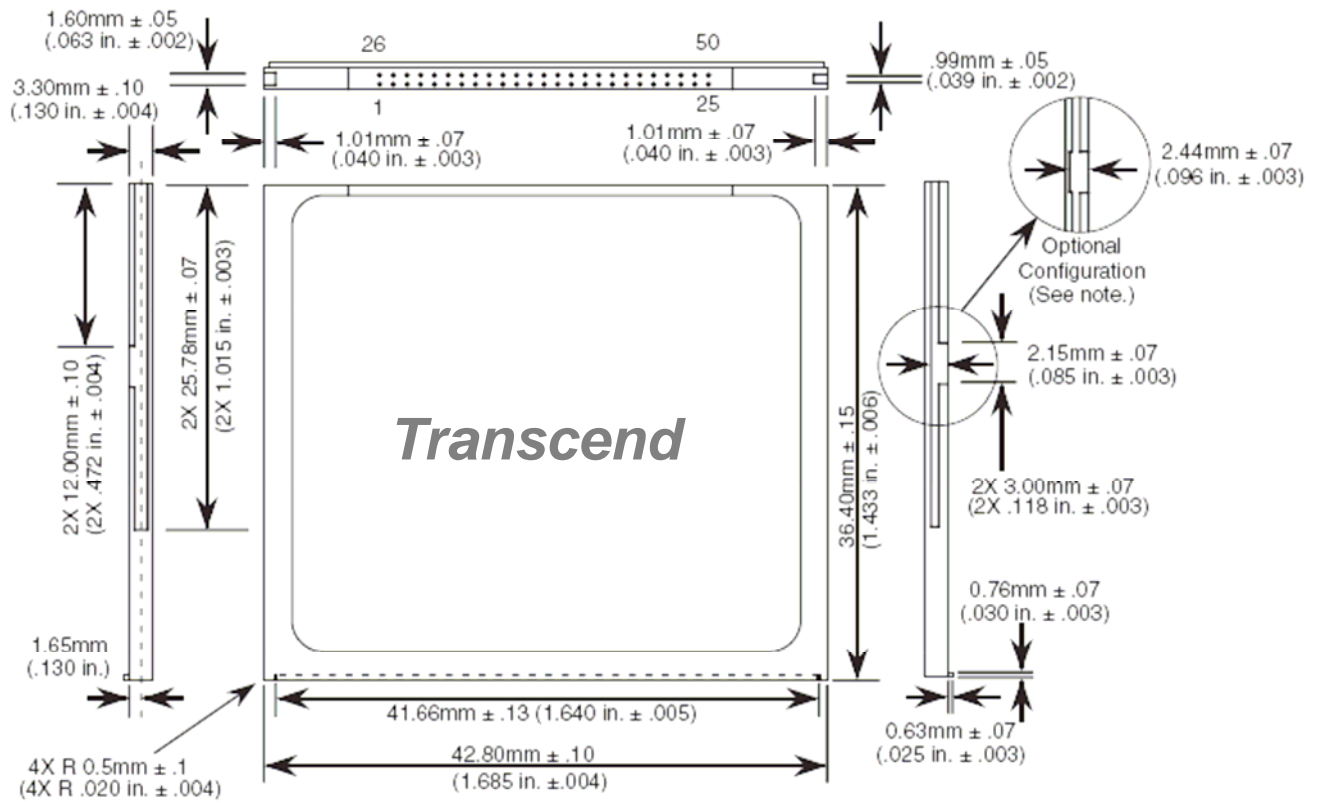 1.60mm ± .05
(.063 in. ± .002)
26
50
3.30mm ± .10
(.130 in. ± .004)
1
25
.99mm ± .05
(.039 in. ± .002)
1.01mm ± .07
(.040 in. ± .003)
1.01mm ± .07
(.040 in. ± .003)
2.44mm ± .07
(.096 in. ± .003)
Optional
Configuration
(See note.)
2X 12.00mm ± .10
(2X .472 in. ± .004)
2X 25.78mm ± .07
(2X 1.015 in. ± .003)
Transcend
36.40mm ± .15
(1.433 in. ± .006)
2.15mm ± .07
(.085 in. ± .003)
2X 3.00mm ± .07
(2X .118 in. ± .003)
0.76mm ± .07
(.030 in. ± .003)
1.65mm
(.130 in.)
41.66mm ± .13 (1.640 in. ± .005)
0.63mm ± .07
(.025 in. ± .003)
42.80mm ± .10
(1.685 in. ±.004)
4X R 0.5mm ± .1
(4X R .020 in. ± .004)